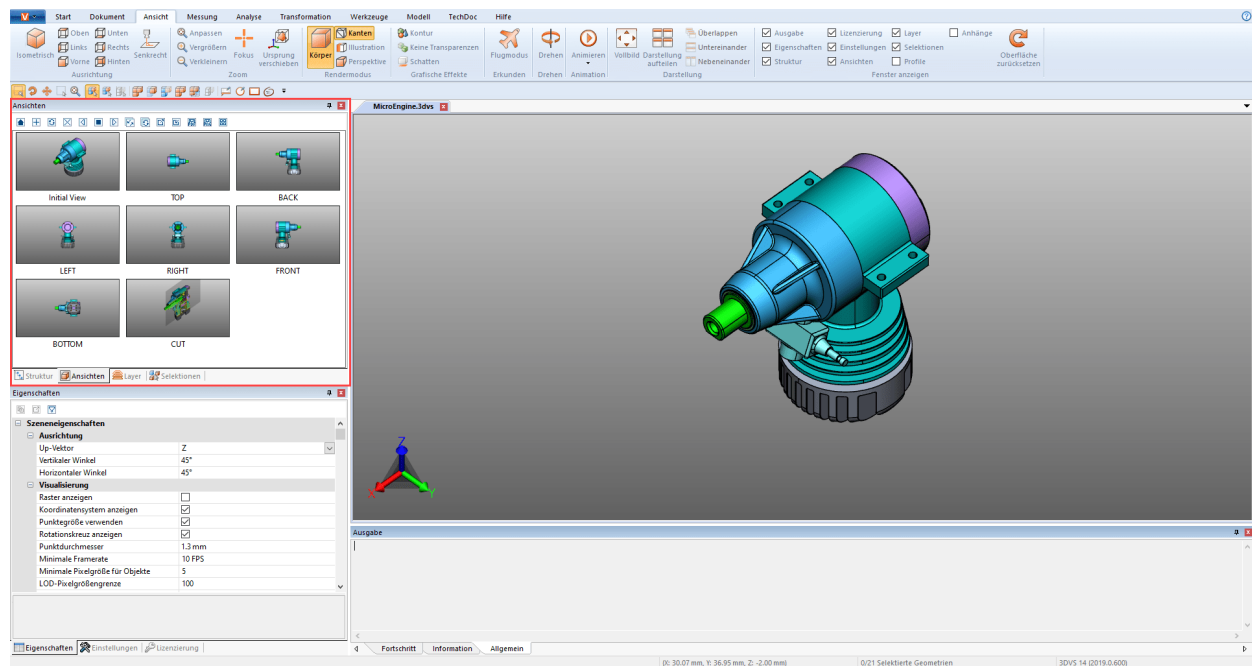 Start Dokument Ansicht Messung Analyse Transformation Werkzeuge Modell TechDoc Hilfe
Isometrisch
Oben Unten
Links Rechts
Vorne Hinten
Senkrecht
Ausrichtung
Anpassen
Vergrößern
Verkleinern
Fokus
Ursprung verschieben
Zoom
Körper
Kanten
Illustration
Perspektive
Rendermodus
Kontur
Keine Transparenzen
Schatten
Grafische Effekte
Flugmodus
Erkunden
Drehen
Drehen
Animieren
Animation
Vollbild
Darstellung aufteilen
Überlappen
Untereinander
Nebeneinander
Darstellung
Ausgabe Lizenzierung Layer Anhänge
Eigenschaften Einstellungen Selektionen
Struktur Ansichten Profile
Fenster anzeigen
Oberfläche zurücksetzen
Ansichten
MicroEngine.3dvs
Initial View TOP BACK
LEFT RIGHT FRONT
BOTTOM CUT
Struktur Ansichten Layer Selektionen
Eigenschaften
Szeneneigenschaften
Ausrichtung
Up-Vektor Z
Vertikaler Winkel 45°
Horizontaler Winkel 45°
Visualisierung
Raster anzeigen
Koordinatensystem anzeigen
Punktegröße verwenden
Rotationskreuz anzeigen
Punktdurchmesser 1.3 mm
Minimale Framerate 10 FPS
Minimale Pixelgröße für Objekte 5
LOD-Pixelgrößengrenze 100
Eigenschaften Einstellungen Lizenzierung
Z
X
Y
Ausgabe
Fortschritt Information Allgemein
(X: 30.07 mm, Y: 36.95 mm, Z: -2.00 mm) 0/21 Selektierte Geometrien 3DVS 14 (2019.0.600)